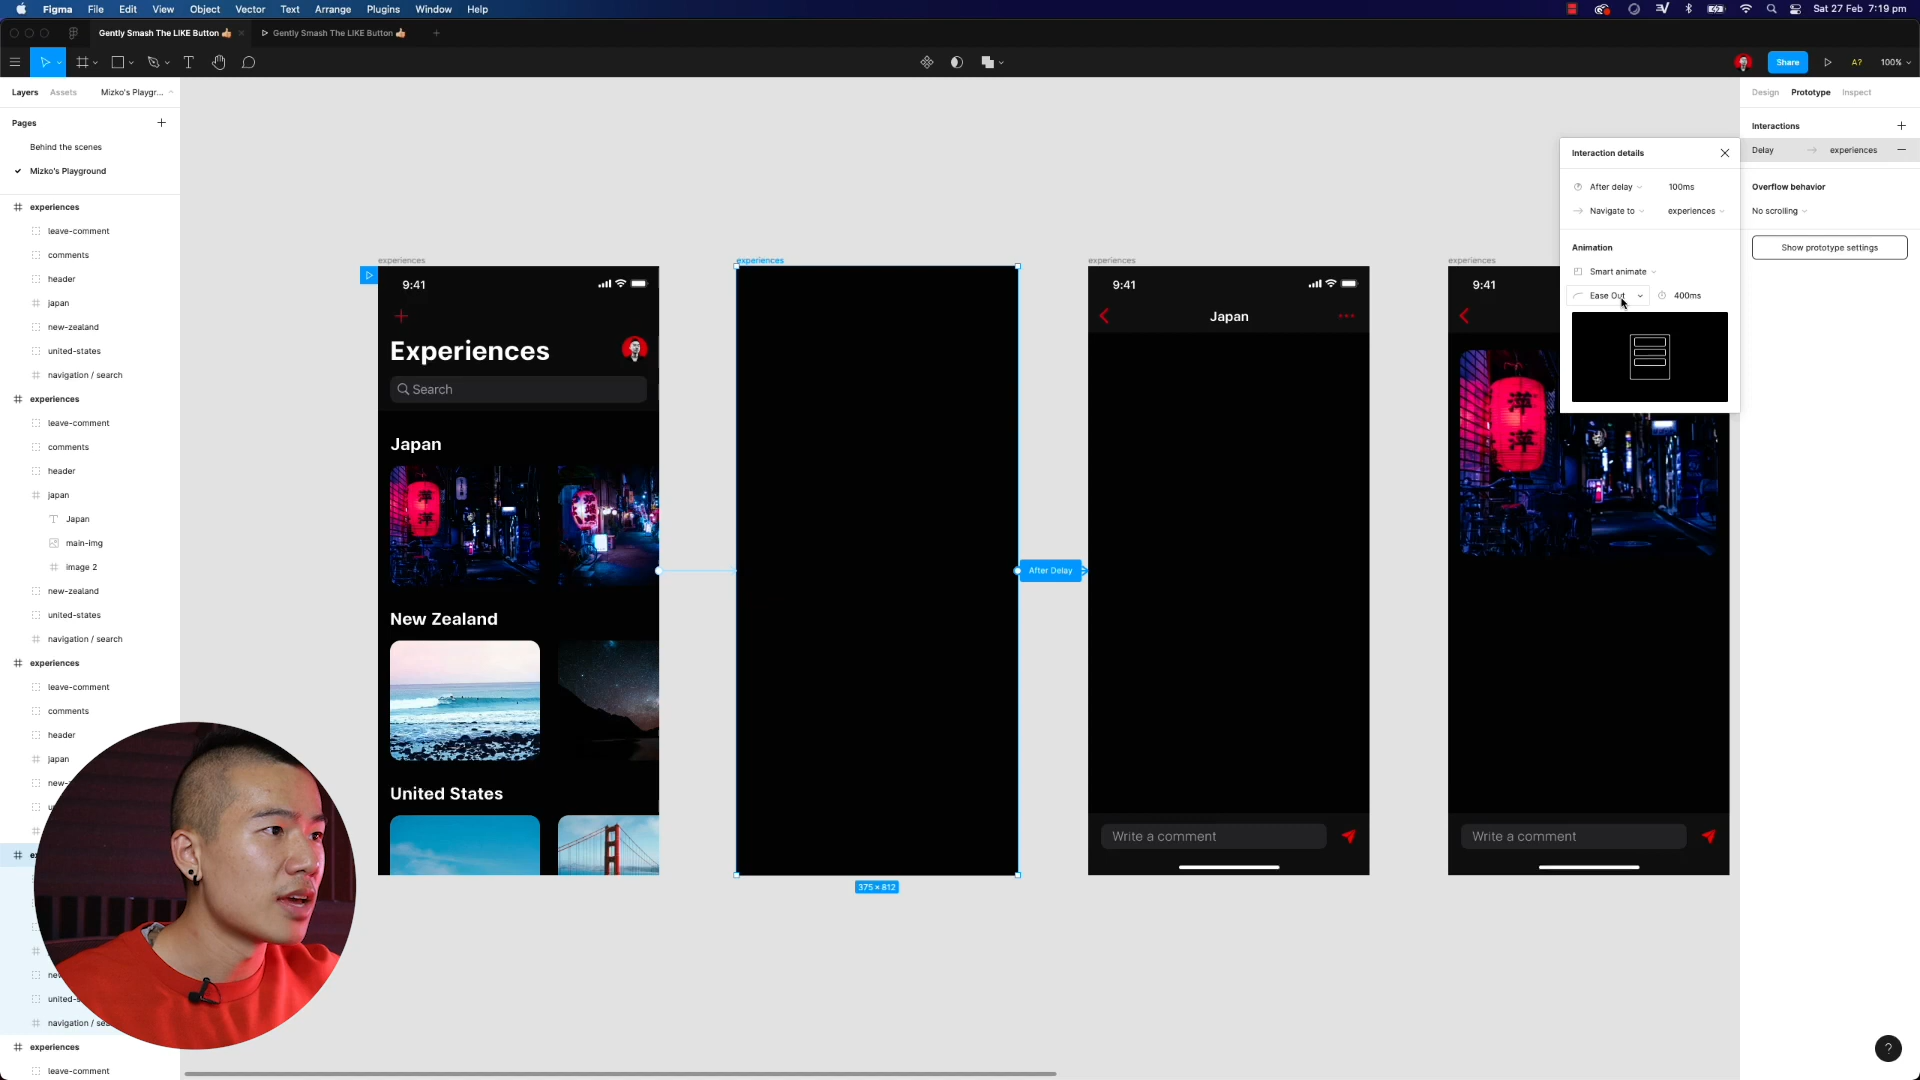 Figma File Edit View Object Vector Text Arrange Plugins Window Help
Sat 27 Feb 7:19 pm
Gently Smash The LIKE Button 👍🏼
Gently Smash The LIKE Button 👍🏼
Share
A?
100%
Layers
Assets
Mizko's Playgr...
Pages
Behind the scenes
Mizko's Playground
experiences
leave-comment
comments
header
japan
new-zealand
united-states
navigation / search
experiences
leave-comment
comments
header
japan
Japan
main-img
image 2
new-zealand
united-states
navigation / search
experiences
leave-comment
comments
header
japan
experiences
leave-comment
experiences
9:41
Experiences
Search
Japan
New Zealand
United States
experiences
After Delay
375 × 812
experiences
9:41
Japan
Write a comment
experiences
9:41
洋
洋
Write a comment
Interaction details
After delay
100ms
Navigate to
experiences
Animation
Smart animate
Ease Out
400ms
Design
Prototype
Inspect
Interactions
Delay
experiences
Overflow behavior
No scrolling
Show prototype settings
?